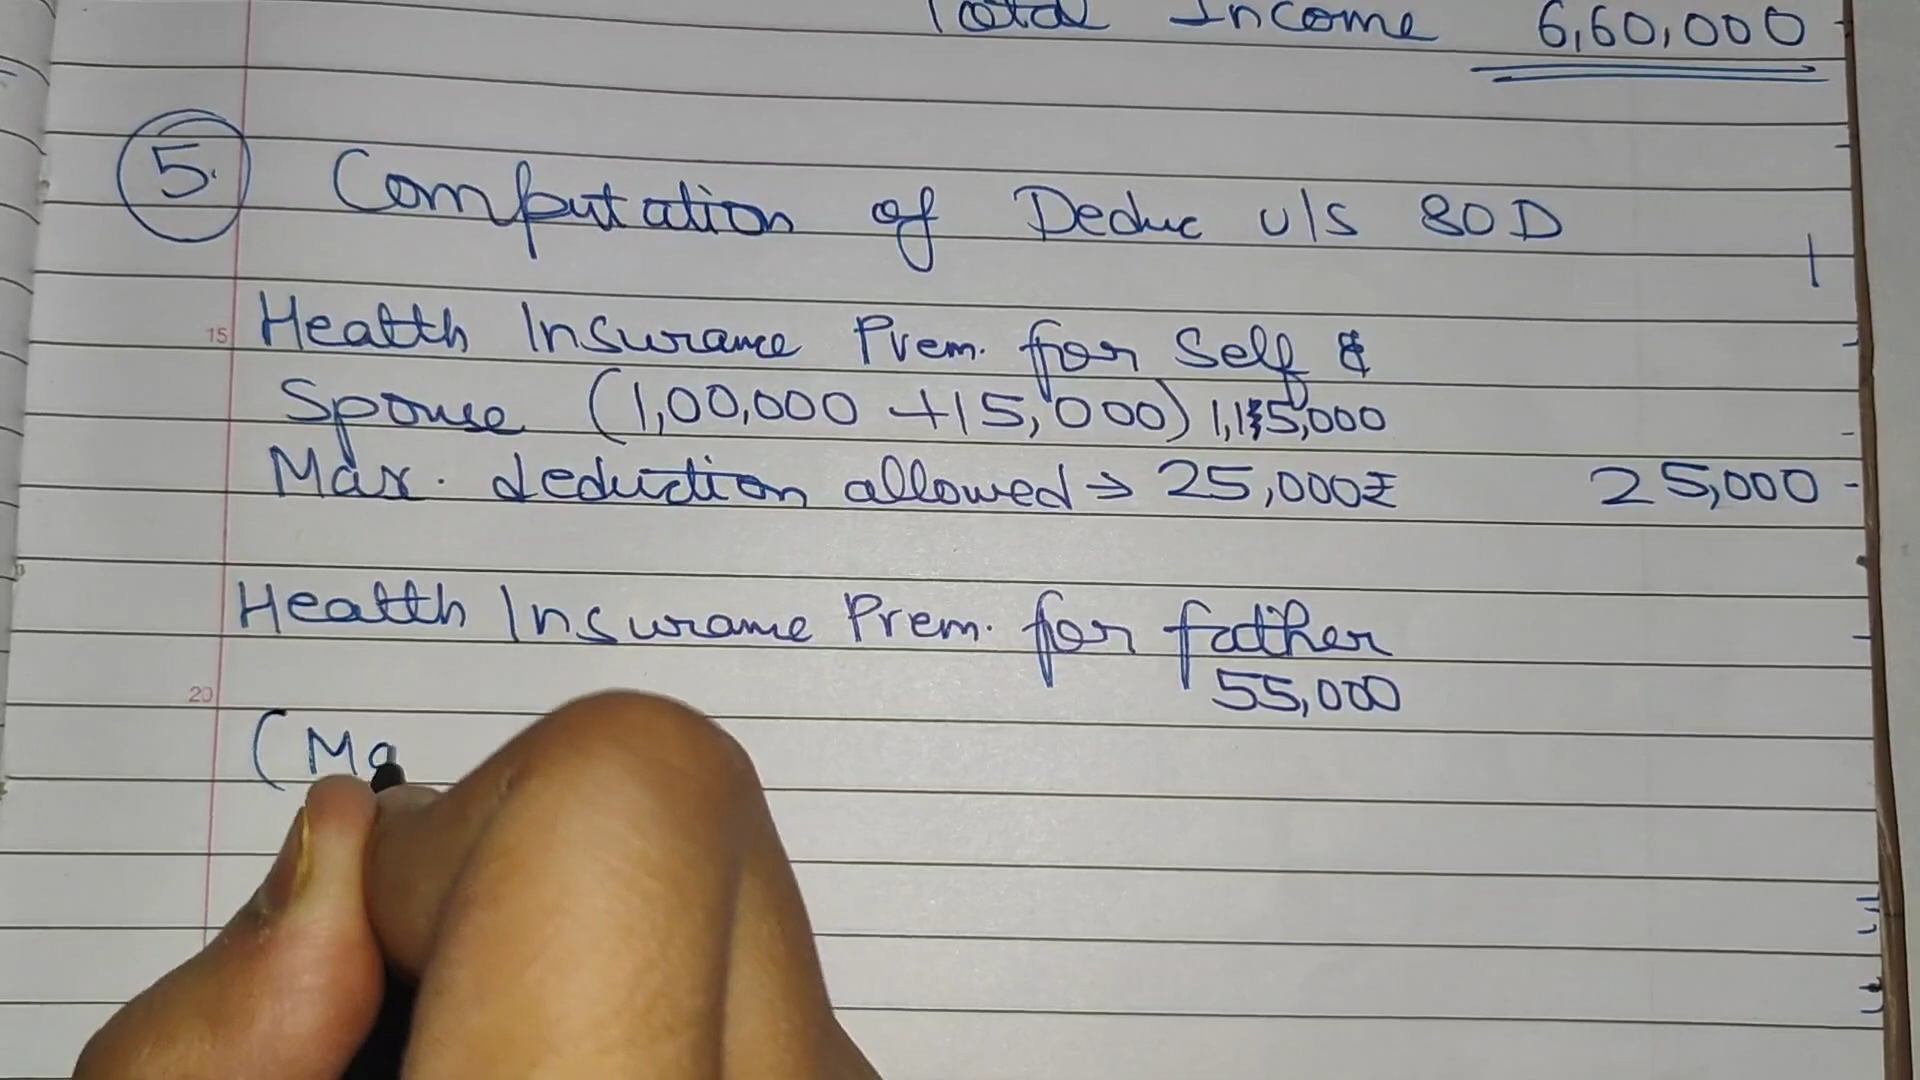 Total Income 6,60,000
5. Computation of Deduc u/s 80D
15 Health Insurance Prem. for Self &
Spouse (1,00,000 + 15,000) 1,15,000
Max. deduction allowed → 25,000₹ 25,000
Health Insurance Prem. for father
20 55,000
(Ma